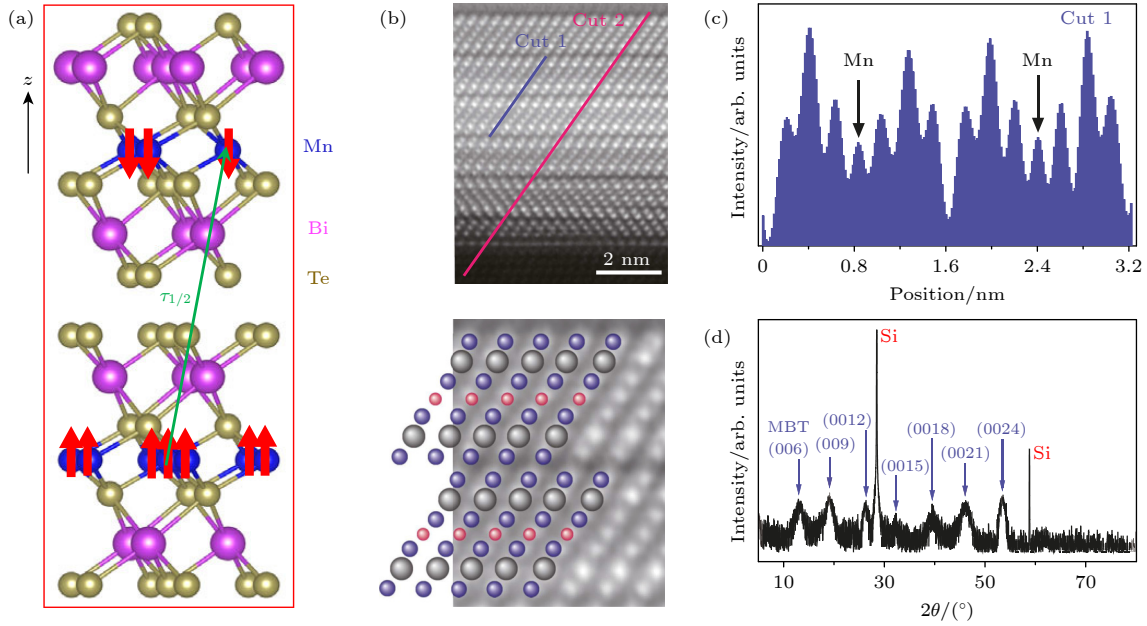 (a)
z
Mn
Bi
Te
τ1/2
(b)
Cut 2
Cut 1
2 nm
(c)
Cut 1
Mn
Mn
Intensity/arb. units
0
0.8
1.6
2.4
3.2
Position/nm
(d)
Si
MBT
(006)
(009)
(0012)
(0015)
(0018)
(0021)
(0024)
Si
Intensity/arb. units
10
30
50
70
2θ/(°)